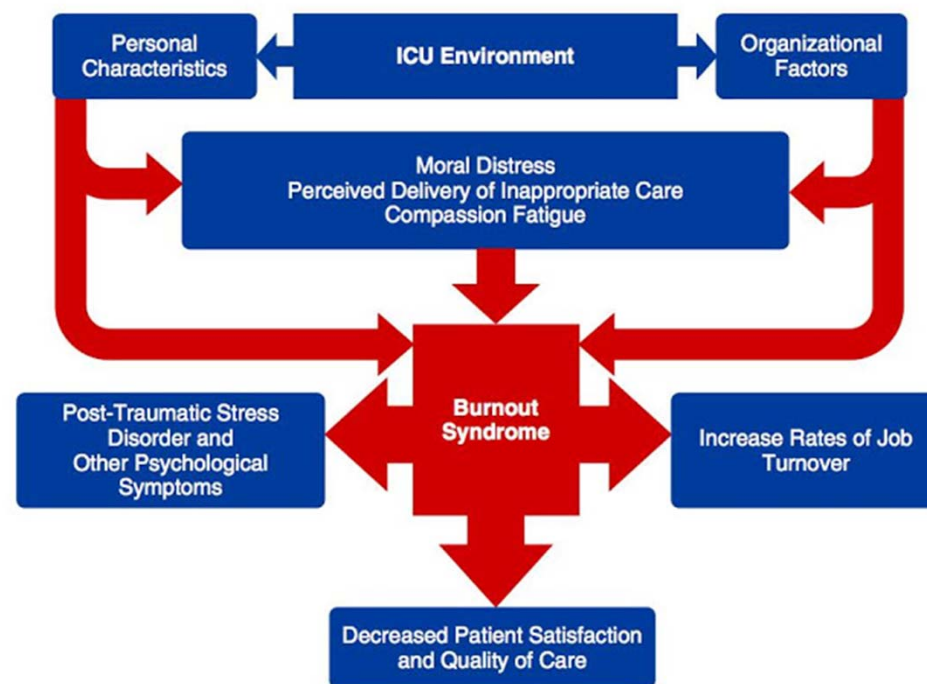 Personal
Characteristics
ICU Environment
Organizational
Factors
Moral Distress
Perceived Delivery of Inappropriate Care
Compassion Fatigue
Burnout
Syndrome
Post-Traumatic Stress
Disorder and
Other Psychological
Symptoms
Increase Rates of Job
Turnover
Decreased Patient Satisfaction
and Quality of Care